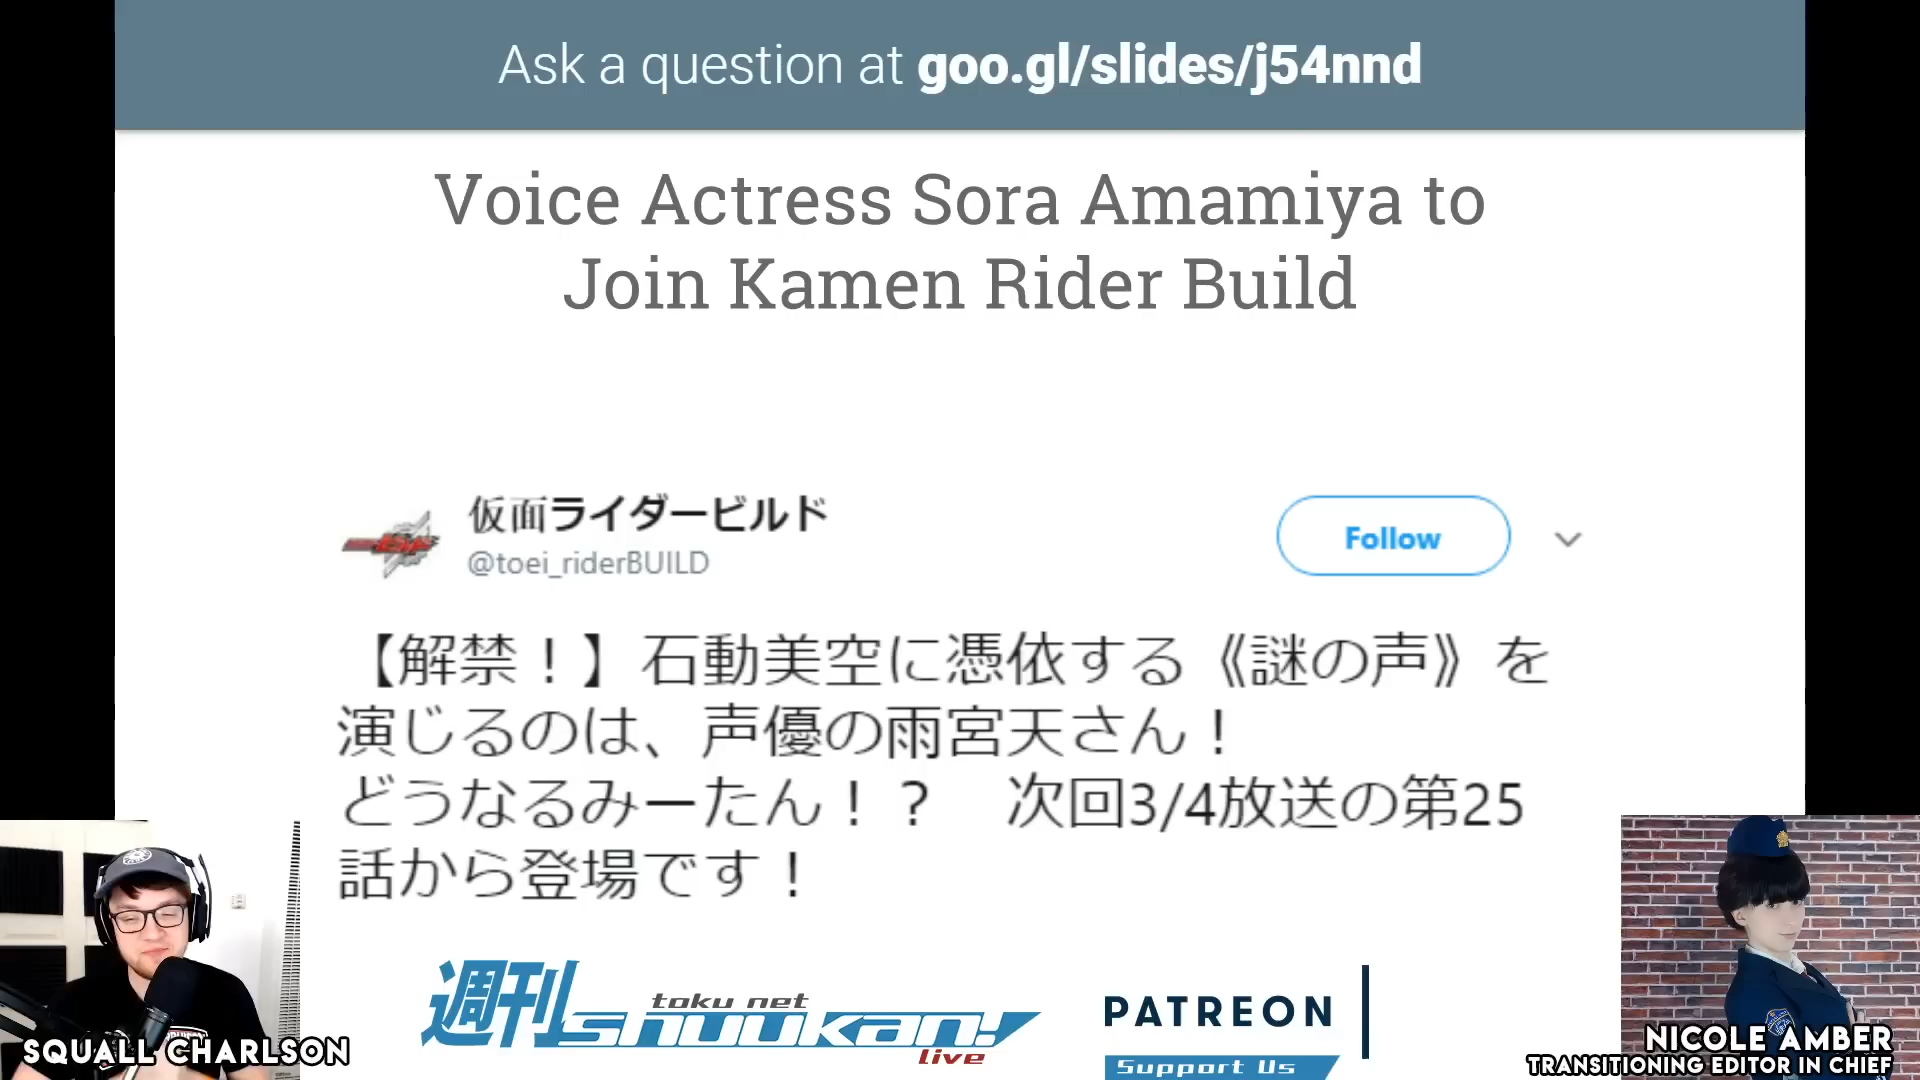 Ask a question at goo.gl/slides/j54nnd
Voice Actress Sora Amamiya to
Join Kamen Rider Build
仮面ライダービルド
@toei_riderBUILD
Follow
【解禁！】石動美空に憑依する《謎の声》を
演じるのは、声優の雨宮天さん！
どうなるみーたん！？　次回3/4放送の第25
話から登場です！
週刊
toku net
shuukan!
live
PATREON
Support Us
SQUALL CHARLSON
NICOLE AMBER
TRANSITIONING EDITOR IN CHIEF